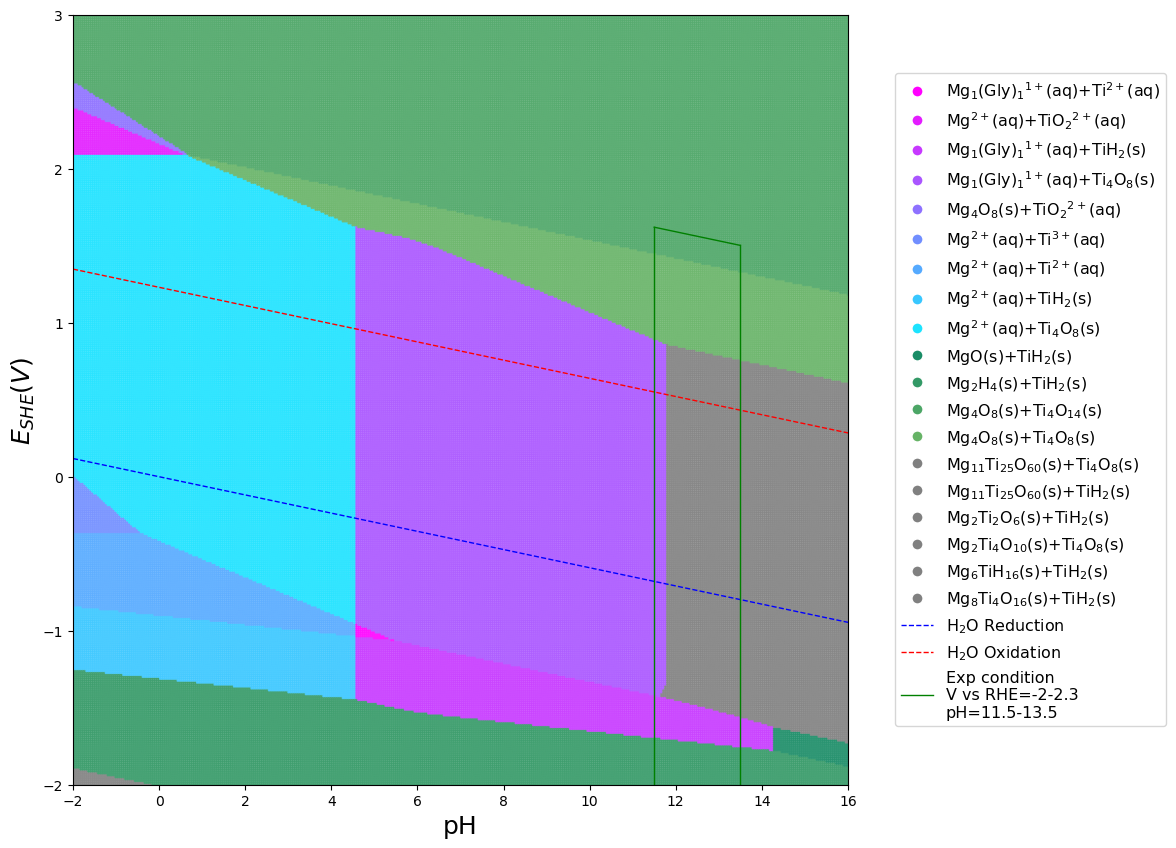 3
2
1
0
−1
−2
E_{SHE}(V)
−2 0 2 4 6 8 10 12 14 16
pH
Mg₁(Gly)₁¹⁺(aq)+Ti²⁺(aq)
Mg²⁺(aq)+TiO₂²⁺(aq)
Mg₁(Gly)₁¹⁺(aq)+TiH₂(s)
Mg₁(Gly)₁¹⁺(aq)+Ti₄O₈(s)
Mg₄O₈(s)+TiO₂²⁺(aq)
Mg²⁺(aq)+Ti³⁺(aq)
Mg²⁺(aq)+Ti²⁺(aq)
Mg²⁺(aq)+TiH₂(s)
Mg²⁺(aq)+Ti₄O₈(s)
MgO(s)+TiH₂(s)
Mg₂H₄(s)+TiH₂(s)
Mg₄O₈(s)+Ti₄O₁₄(s)
Mg₄O₈(s)+Ti₄O₈(s)
Mg₁₁Ti₂₅O₆₀(s)+Ti₄O₈(s)
Mg₁₁Ti₂₅O₆₀(s)+TiH₂(s)
Mg₂Ti₂O₆(s)+TiH₂(s)
Mg₂Ti₄O₁₀(s)+Ti₄O₈(s)
Mg₆TiH₁₆(s)+TiH₂(s)
Mg₈Ti₄O₁₆(s)+TiH₂(s)
H₂O Reduction
H₂O Oxidation
Exp condition
V vs RHE=-2-2.3
pH=11.5-13.5